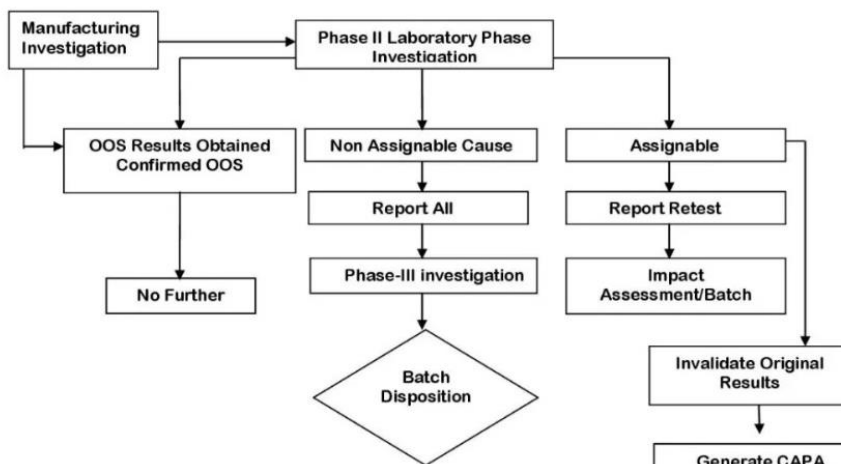 Manufacturing
Investigation
Phase II Laboratory Phase
Investigation
OOS Results Obtained
Confirmed OOS
Non Assignable Cause
Assignable
Report All
Report Retest
No Further
Phase-III investigation
Impact
Assessment/Batch
Batch
Disposition
Invalidate Original
Results
Generate CAPA